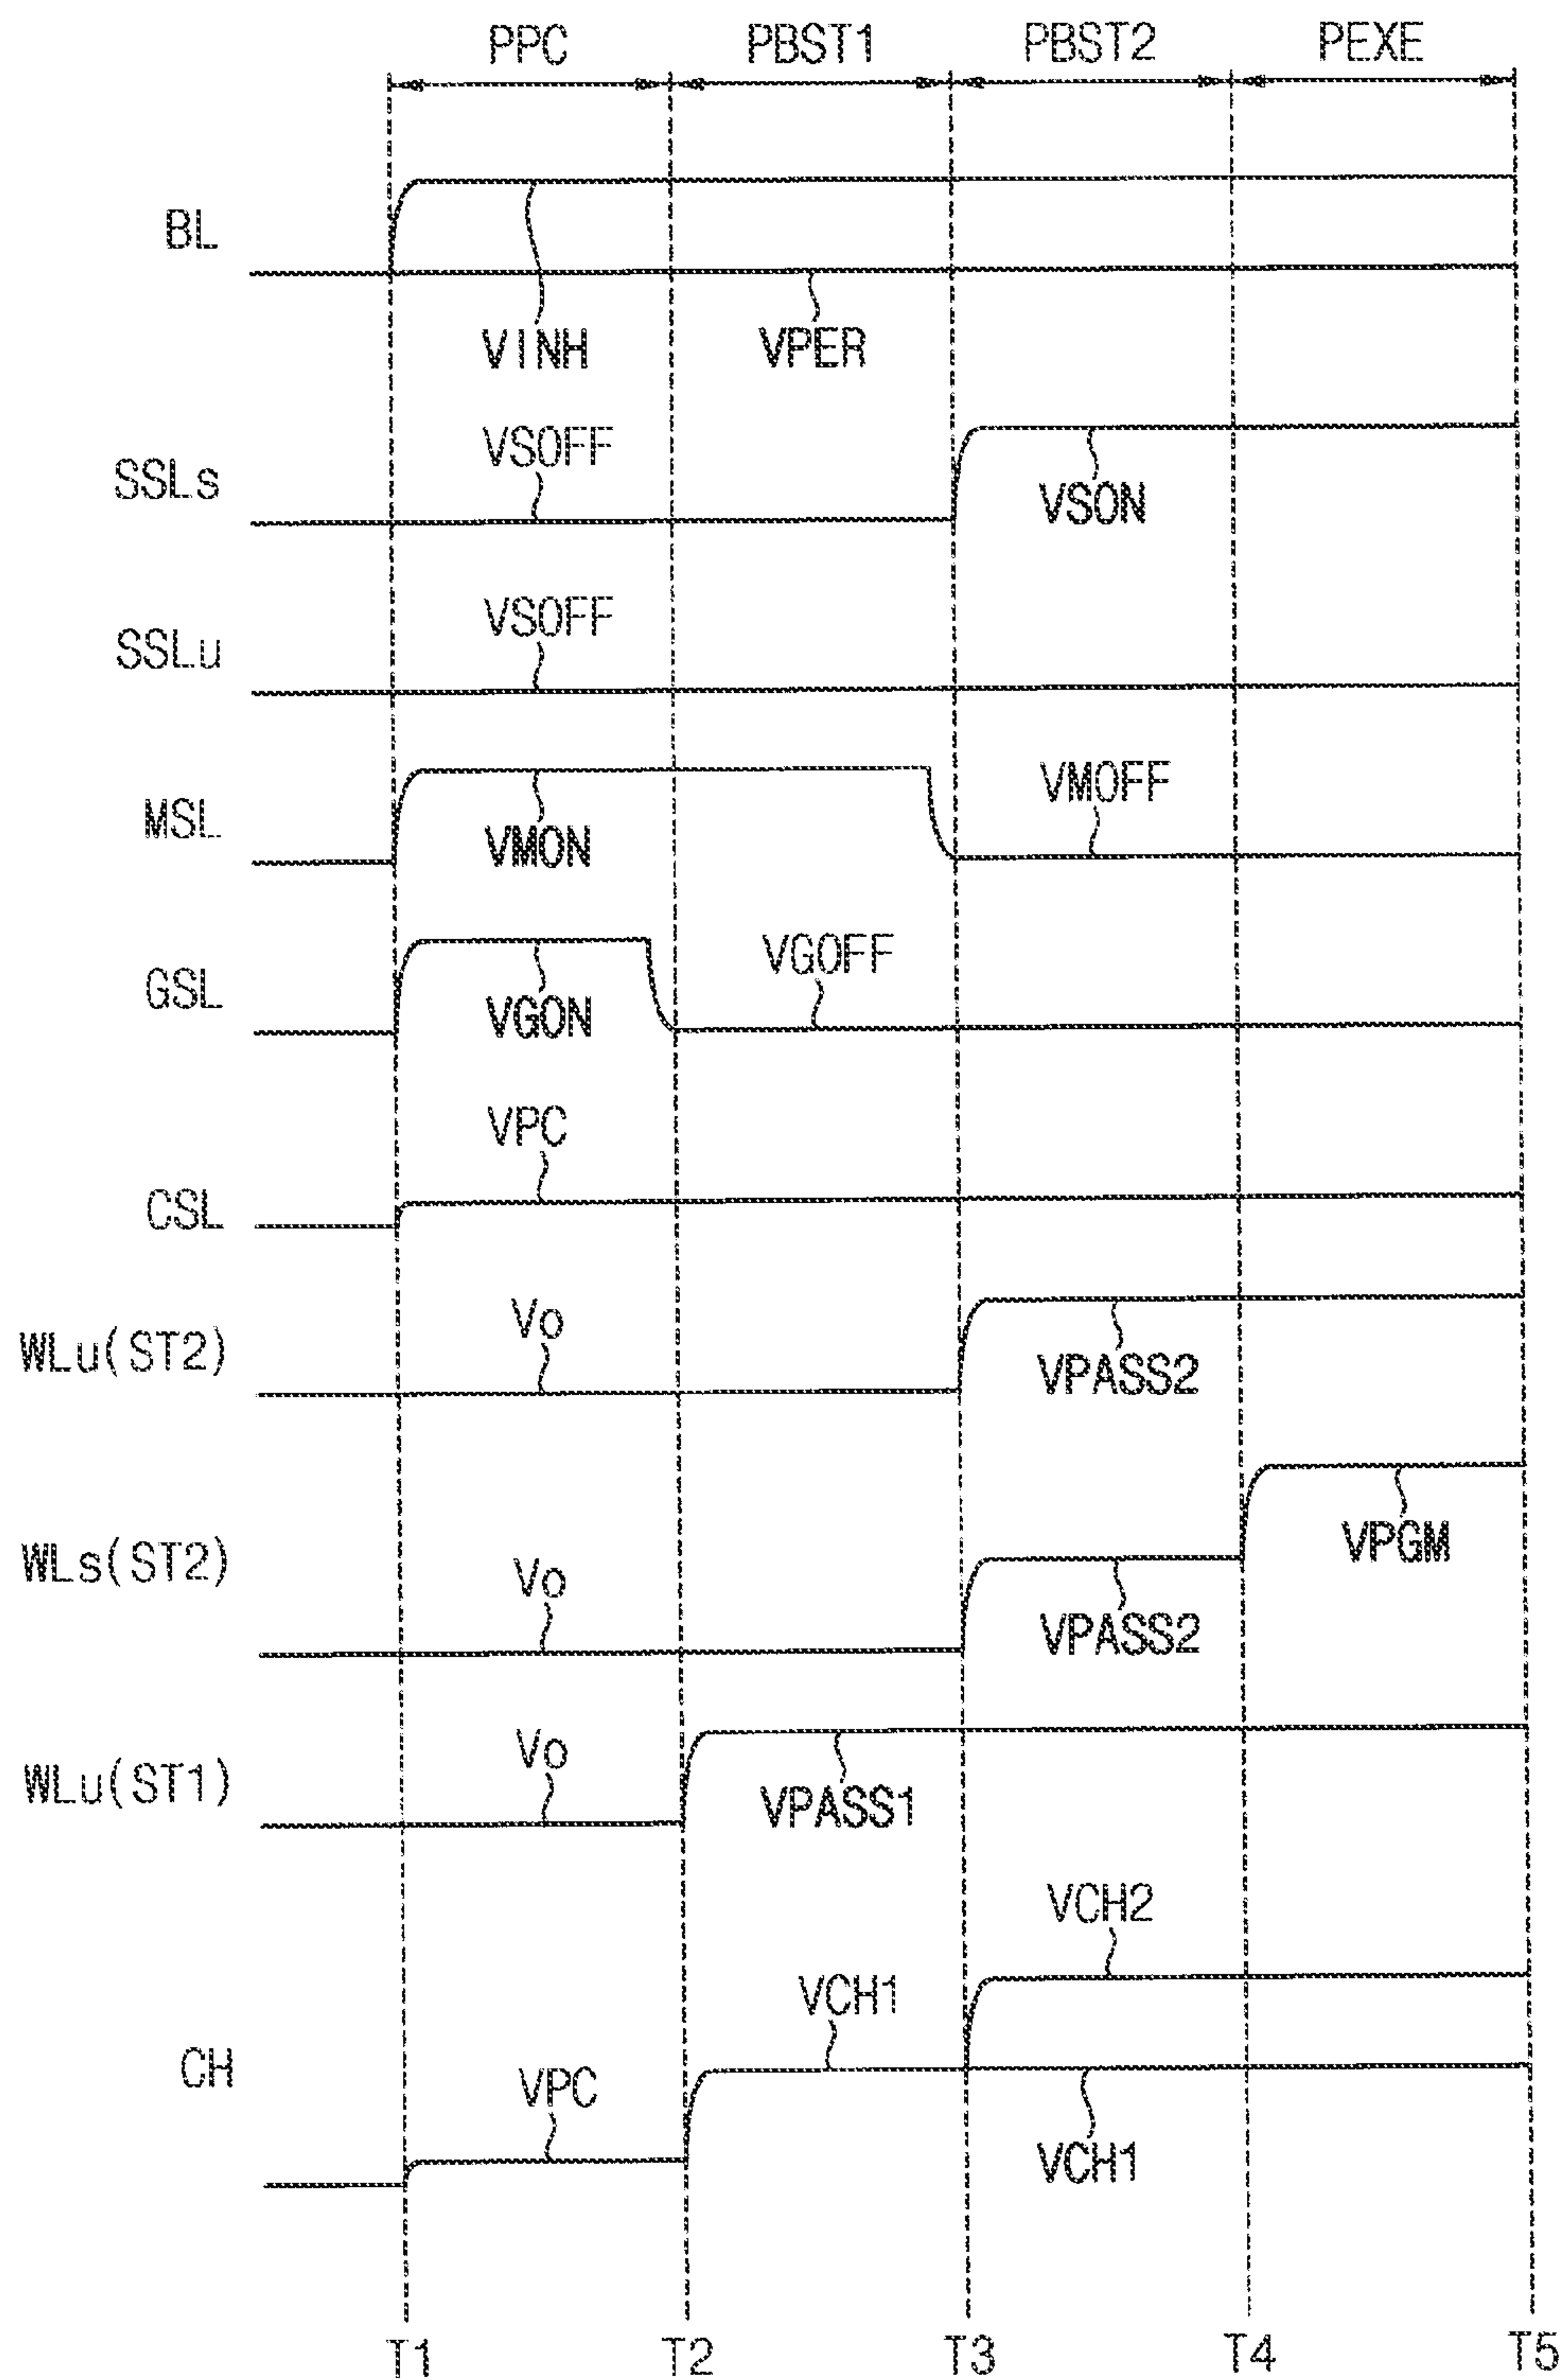 PPC PBST1 PBST2 PEXE
BL
VINH VPER
VSOFF
SSLs
VSON
VSOFF
SSLu
VMOFF
MSL
VMON
VGOFF
GSL
VGON
VPC
CSL
Vo
WLu(ST2)
VPASS2
VPGM
WLs(ST2)
Vo
VPASS2
Vo
WLu(ST1)
VPASS1
VCH2
VCH1
CH
VPC
VCH1
T1 T2 T3 T4 T5